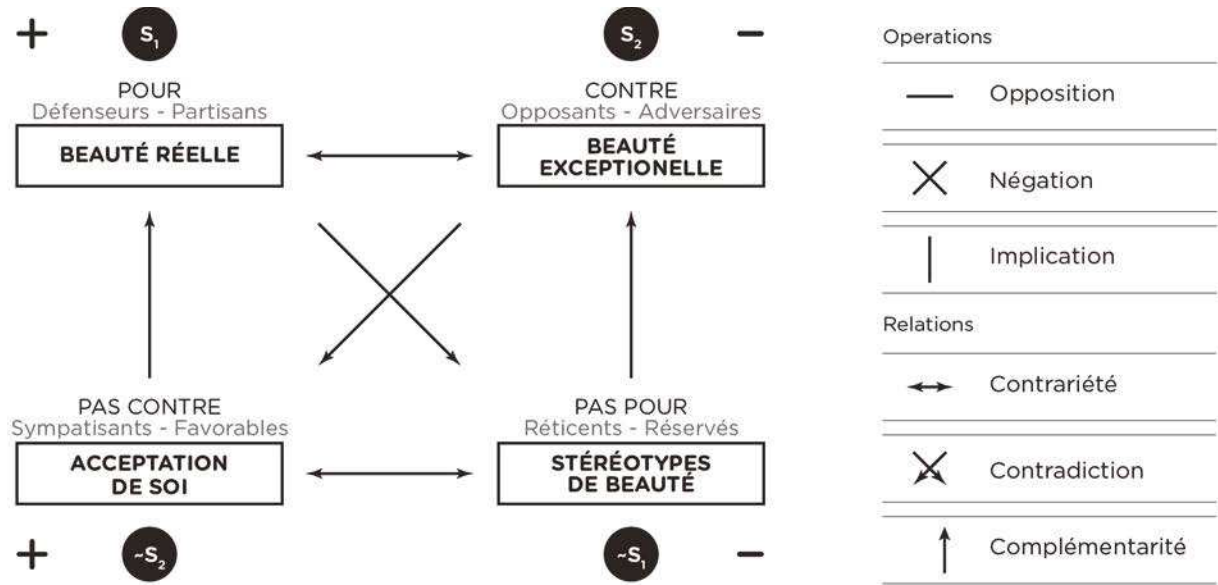 + S₁ S₂ −
POUR
Défenseurs - Partisans
BEAUTÉ RÉELLE
CONTRE
Opposants - Adversaires
BEAUTÉ
EXCEPTIONELLE
PAS CONTRE
Sympatisants - Favorables
ACCEPTATION
DE SOI
PAS POUR
Réticents - Réservés
STÉRÉOTYPES
DE BEAUTÉ
+ ~S₂ ~S₁ −
Operations
Opposition
Négation
Implication
Relations
Contrariété
Contradiction
Complémentarité